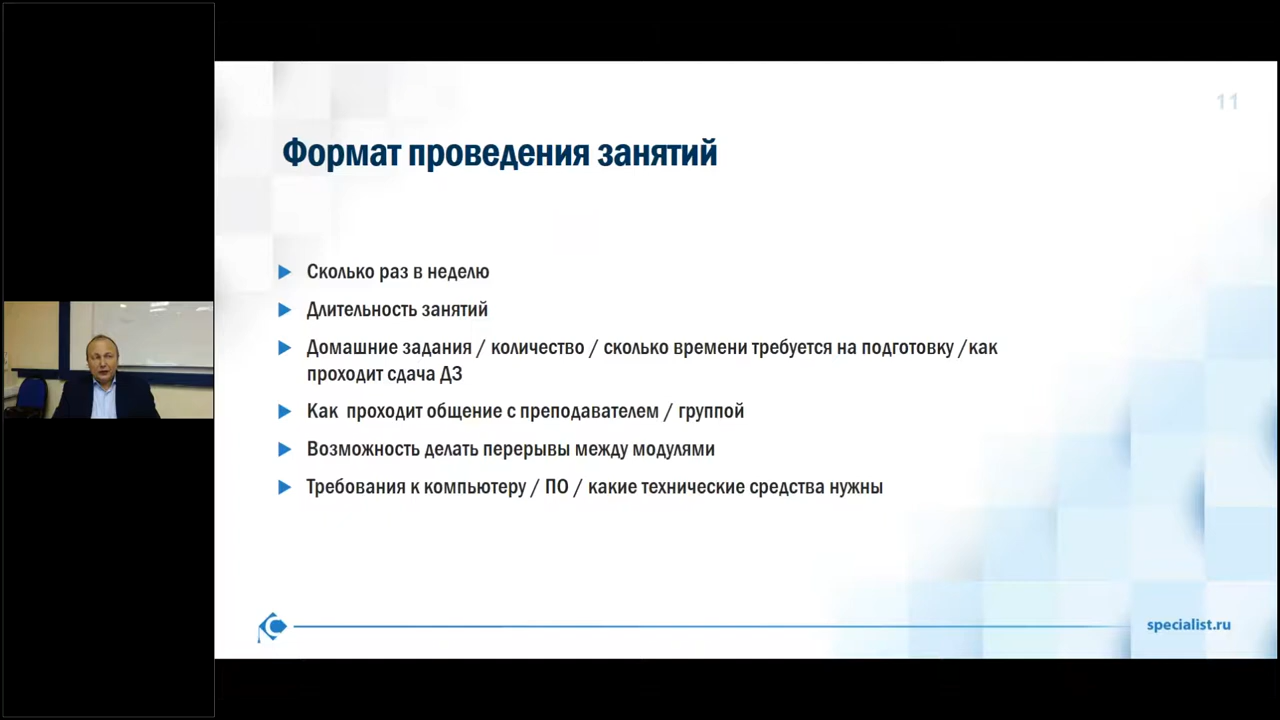 11
Формат проведения занятий
Сколько раз в неделю
Длительность занятий
Домашние задания / количество / сколько времени требуется на подготовку /как
проходит сдача ДЗ
Как проходит общение с преподавателем / группой
Возможность делать перерывы между модулями
Требования к компьютеру / ПО / какие технические средства нужны
specialist.ru